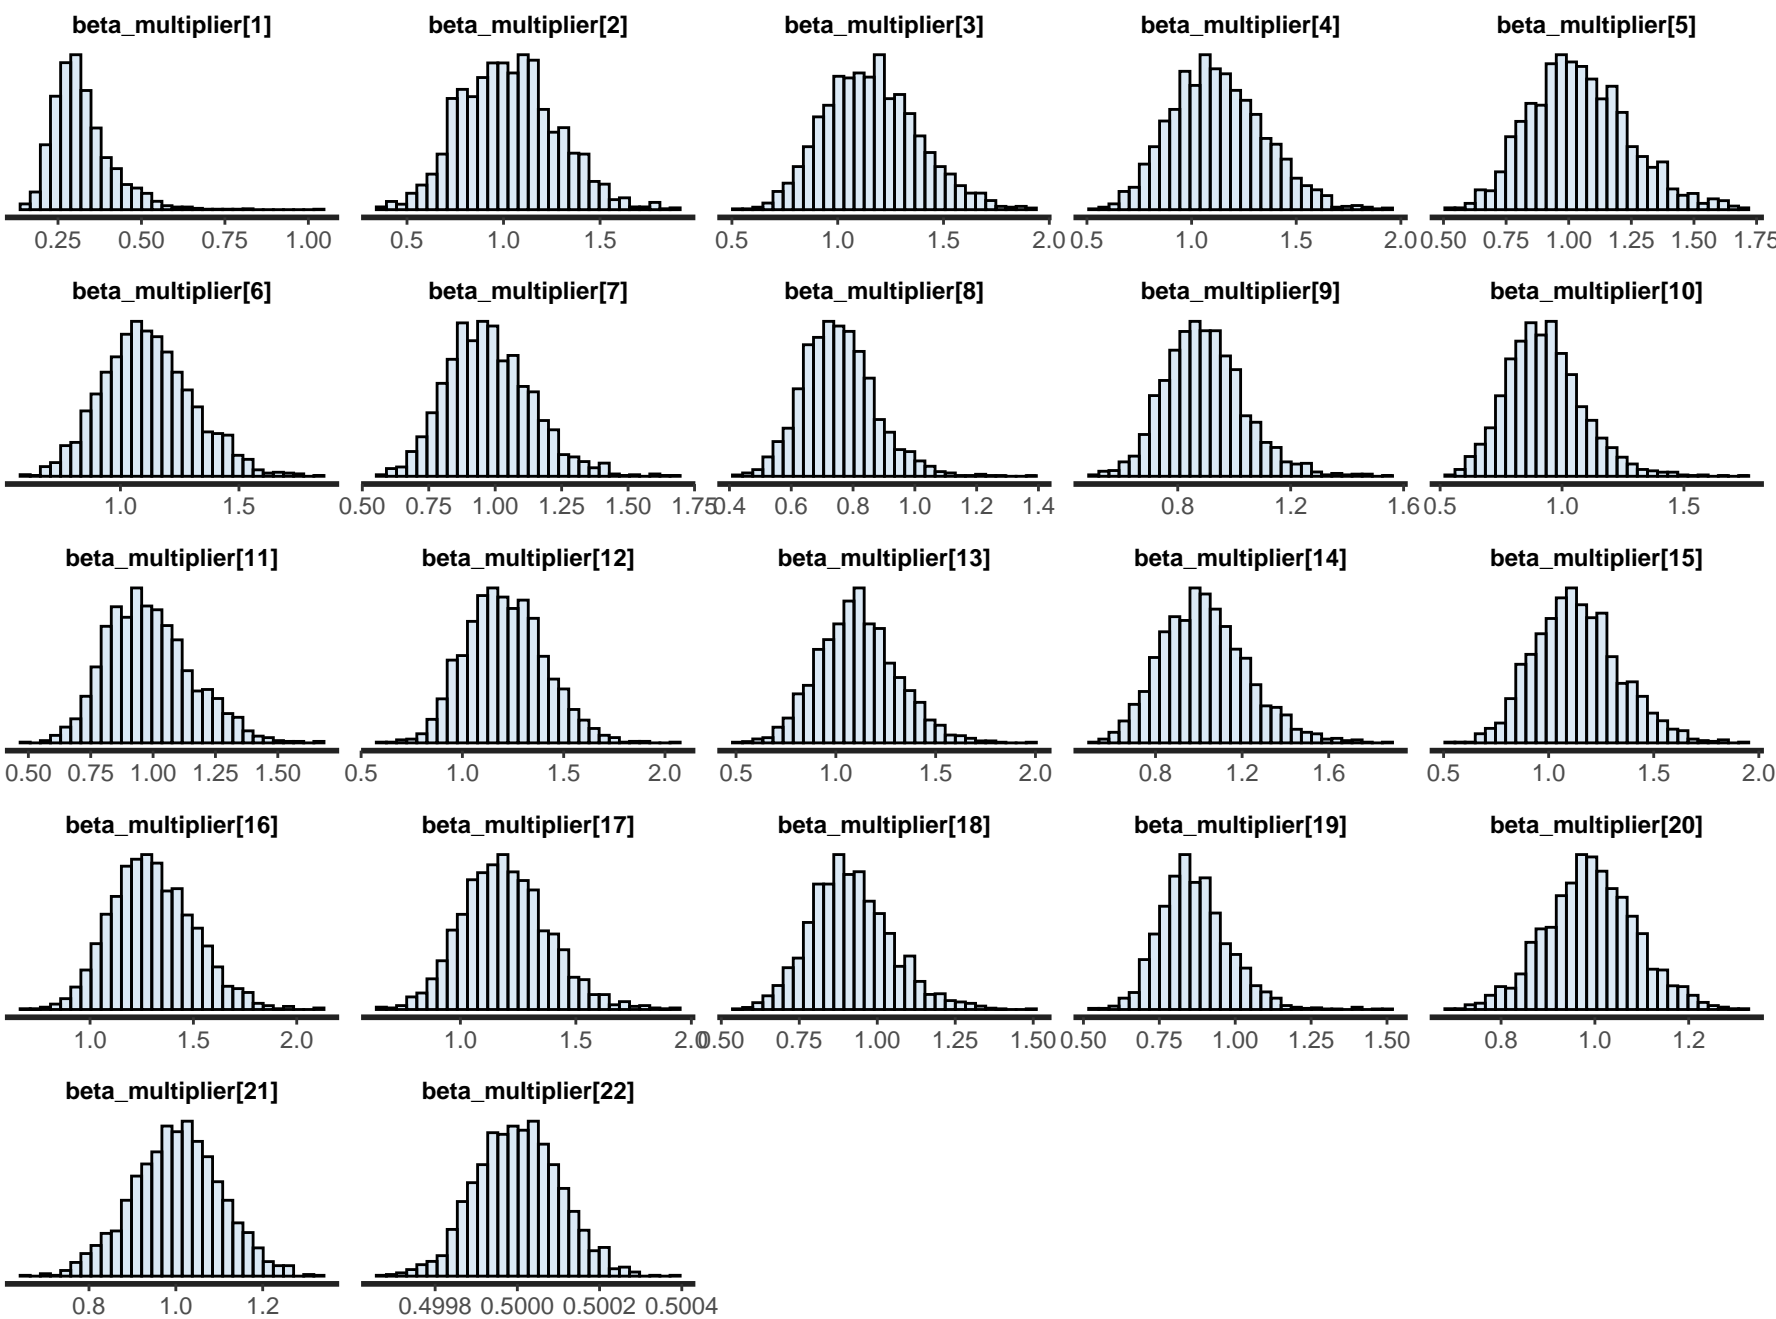 beta_multiplier[1] beta_multiplier[2] beta_multiplier[3] beta_multiplier[4] beta_multiplier[5]
0.25 0.50 0.75 1.00 0.5 1.0 1.5 0.5 1.0 1.5 2.0 0.5 1.0 1.5 2.0 0.50 0.75 1.00 1.25 1.50 1.75
beta_multiplier[6] beta_multiplier[7] beta_multiplier[8] beta_multiplier[9] beta_multiplier[10]
1.0 1.5 0.50 0.75 1.00 1.25 1.50 1.75 0.4 0.6 0.8 1.0 1.2 1.4 0.8 1.2 1.6 0.5 1.0 1.5
beta_multiplier[11] beta_multiplier[12] beta_multiplier[13] beta_multiplier[14] beta_multiplier[15]
0.50 0.75 1.00 1.25 1.50 0.5 1.0 1.5 2.0 0.5 1.0 1.5 2.0 0.8 1.2 1.6 0.5 1.0 1.5 2.0
beta_multiplier[16] beta_multiplier[17] beta_multiplier[18] beta_multiplier[19] beta_multiplier[20]
1.0 1.5 2.0 1.0 1.5 2.0 0.50 0.75 1.00 1.25 1.50 0.50 0.75 1.00 1.25 1.50 0.8 1.0 1.2
beta_multiplier[21] beta_multiplier[22]
0.8 1.0 1.2 0.4998 0.5000 0.5002 0.5004